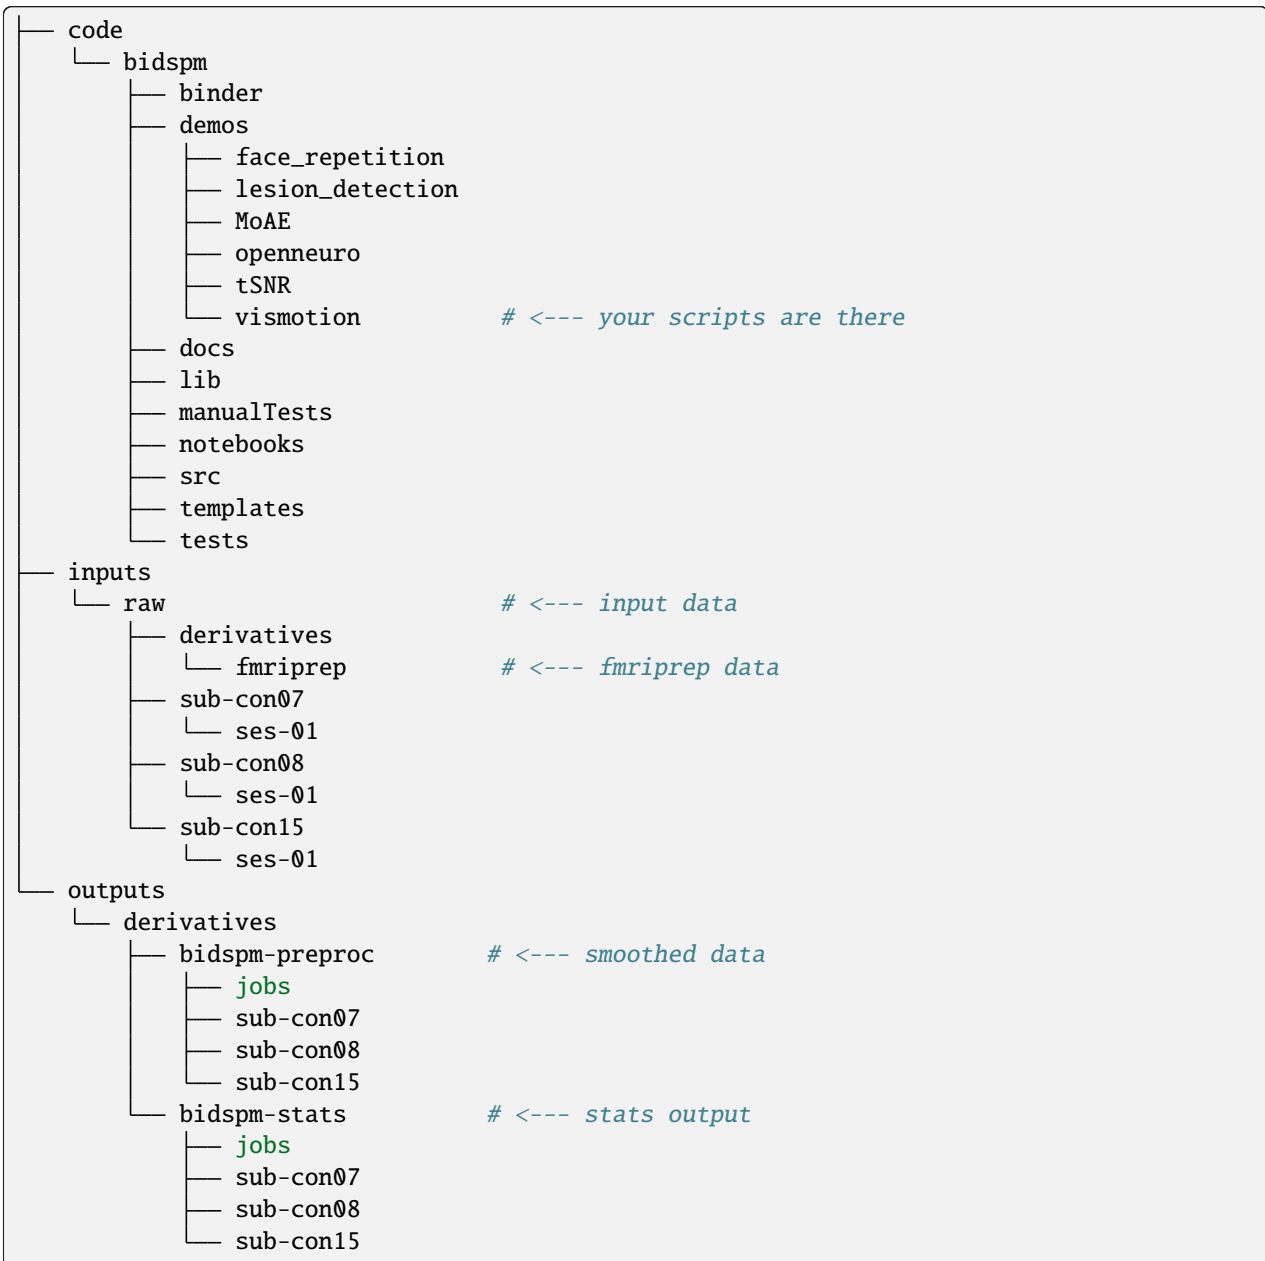 ├── code
│   └── bidspm
│       ├── binder
│       ├── demos
│       │   ├── face_repetition
│       │   ├── lesion_detection
│       │   ├── MoAE
│       │   ├── openneuro
│       │   ├── tSNR
│       │   └── vismotion          # <--- your scripts are there
│       ├── docs
│       ├── lib
│       ├── manualTests
│       ├── notebooks
│       ├── src
│       ├── templates
│       └── tests
├── inputs
│   └── raw                        # <--- input data
│       ├── derivatives
│       │   └── fmriprep           # <--- fmriprep data
│       ├── sub-con07
│       │   └── ses-01
│       ├── sub-con08
│       │   └── ses-01
│       └── sub-con15
│           └── ses-01
└── outputs
    └── derivatives
        ├── bidspm-preproc        # <--- smoothed data
        │   ├── jobs
        │   ├── sub-con07
        │   ├── sub-con08
        │   └── sub-con15
        └── bidspm-stats          # <--- stats output
            ├── jobs
            ├── sub-con07
            ├── sub-con08
            └── sub-con15